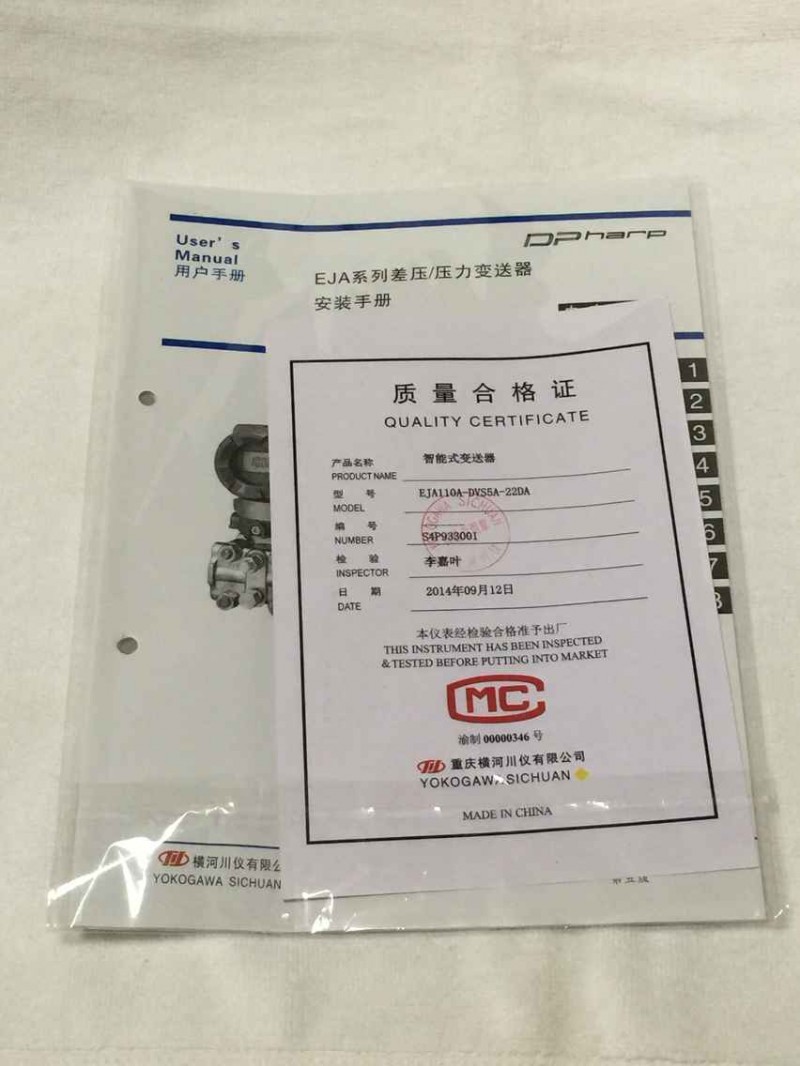 User's
Manual
用户手册
DPharp
EJA系列差压/压力变送器
安装手册
1
2
3
4
5
6
7
8
质量合格证
QUALITY CERTIFICATE
产品名称 智能式变送器
PRODUCT NAME
型 号 EJA110A-DVS5A-22DA
MODEL
编 号
NUMBER S4P933001
检 验 李嘉叶
INSPECTOR
日 期 2014年09月12日
DATE
YOKOGAWA SICHUAN
本仪表经检验合格准予出厂
THIS INSTRUMENT HAS BEEN INSPECTED
& TESTED BEFORE PUTTING INTO MARKET
MC
渝制 00000346 号
重庆横河川仪有限公司
YOKOGAWA SICHUAN
MADE IN CHINA
横河川仪有限公
YOKOGAWA SICHUAN